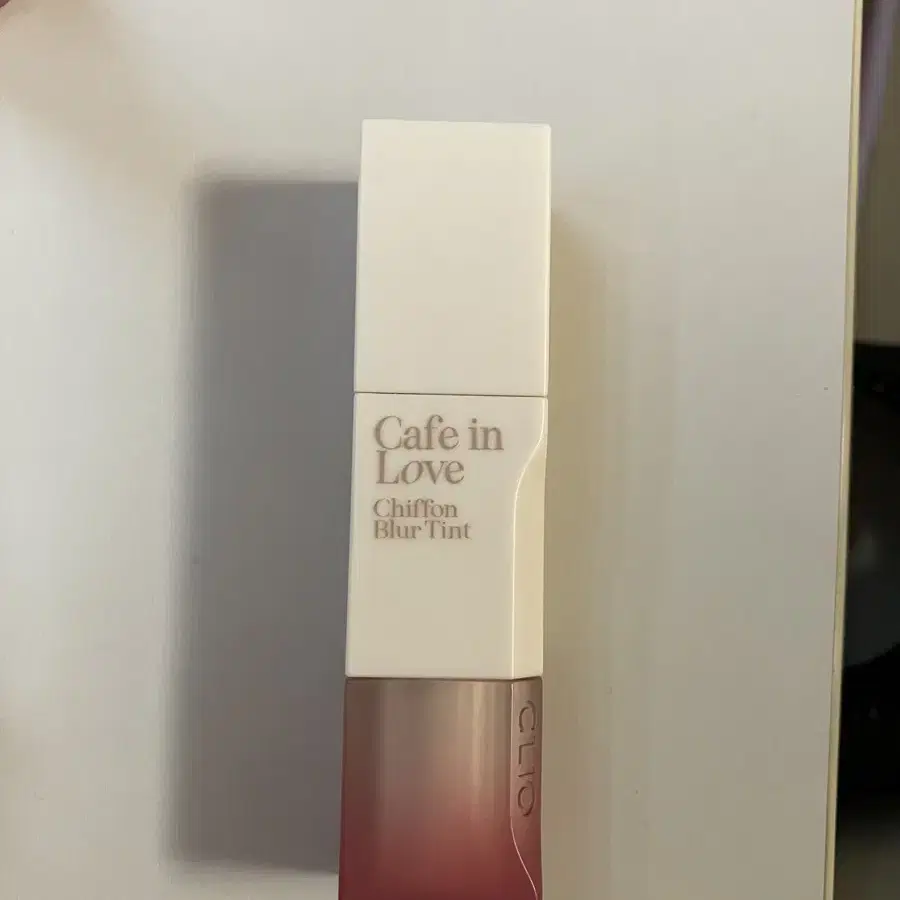 Cafe in
Love
Chiffon
Blur Tint
CLIO